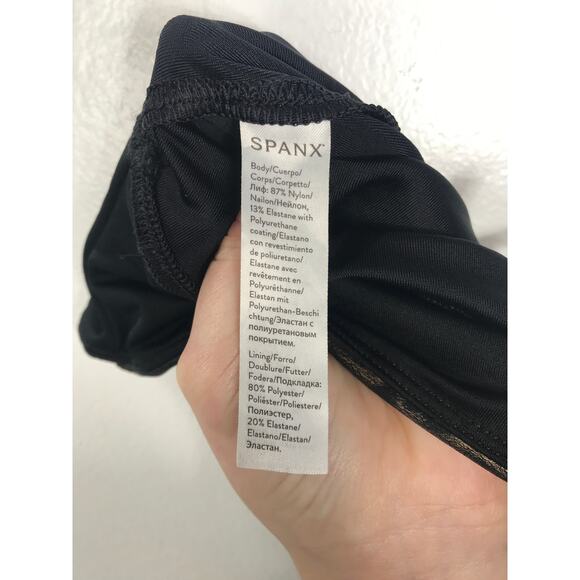 SPANX™
Body/Cuerpo/
Corps/Corpetto/
Лиф: 87% Nylon/
Nailon/Нейлон,
13% Elastane with
Polyurethane
coating/Elastano
con revestimiento
de poliuretano/
Elastane avec
revêtement en
Polyuréthanne/
Elastan mit
Polyurethan-Beschi
chtung/Эластан с
полиуретановым
покрытием.
Lining/Forro/
Doublure/Futter/
Fodera/Подкладка:
80% Polyester/
Poliéster/Poliestere/
Полиэстер,
20% Elastane/
Elastano/Elastan/
Эластан.